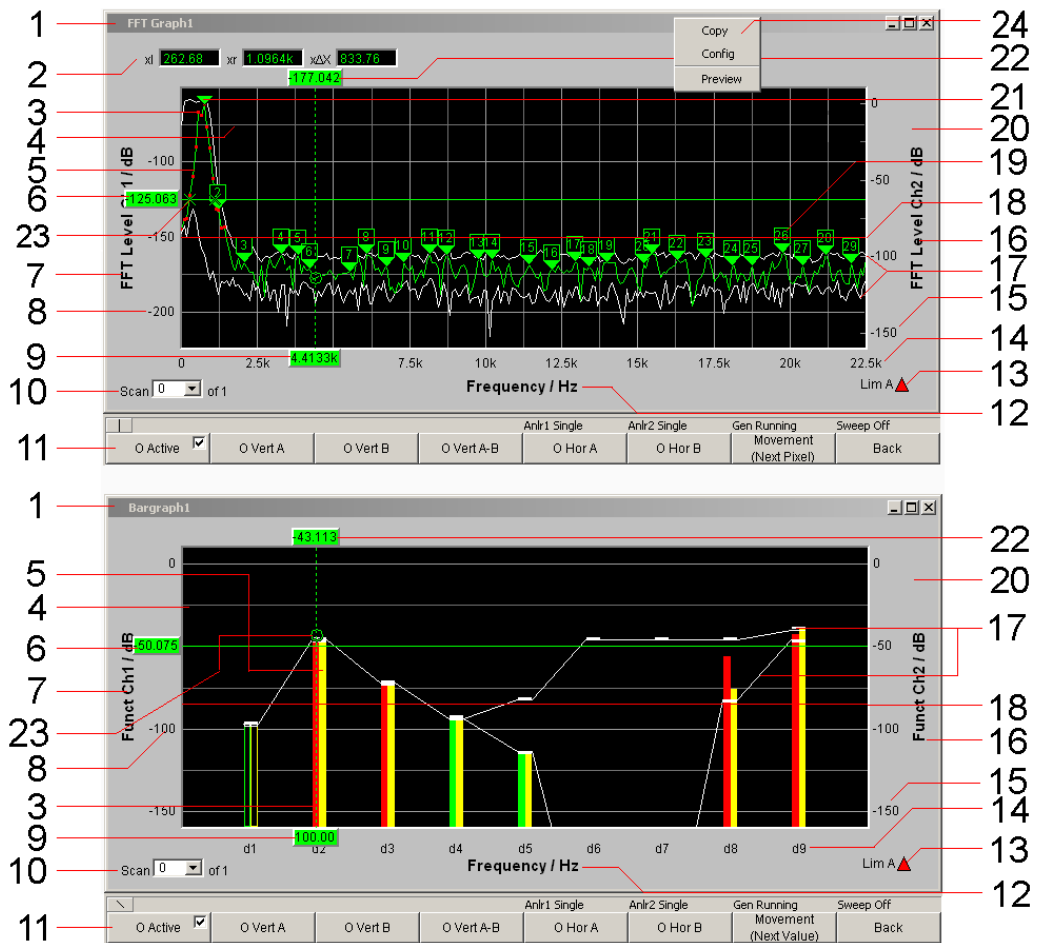 1
FFT Graph1
Copy
Config
Preview
24
2
xl 262.68 xr 1.0964k xΔX 833.76
-177.042
22
3
4
5
6
23
7
8
9
10
11
FFT Level Ch1 / dB
-100
-125.063
-150
-200
2
3
4
5
6
7
8
9
10
11
12
13
14
15
16
17
18
19
21
22
23
24
25
26
27
20
29
0
-50
-100
-150
FFT Level Ch2 / dB
21
20
19
18
16
17
15
14
13
12
0
2.5k
4.4133k
7.5k
10k
12.5k
15k
17.5k
20k
22.5k
Scan 0 of 1
Frequency / Hz
Lim A
Anlr1 Single
Anlr2 Single
Gen Running
Sweep Off
O Active
O Vert A
O Vert B
O Vert A-B
O Hor A
O Hor B
Movement
(Next Pixel)
Back
1
Bargraph1
-43.113
22
5
4
6
7
23
8
3
9
10
11
Funct Ch1 / dB
0
-50.075
-100
-150
0
-50
-100
-150
Funct Ch2 / dB
20
17
18
16
15
14
13
12
100.00
d1
d2
d3
d4
d5
d6
d7
d8
d9
Scan 0 of 1
Frequency / Hz
Lim A
Anlr1 Single
Anlr2 Single
Gen Running
Sweep Off
O Active
O Vert A
O Vert B
O Vert A-B
O Hor A
O Hor B
Movement
(Next Value)
Back